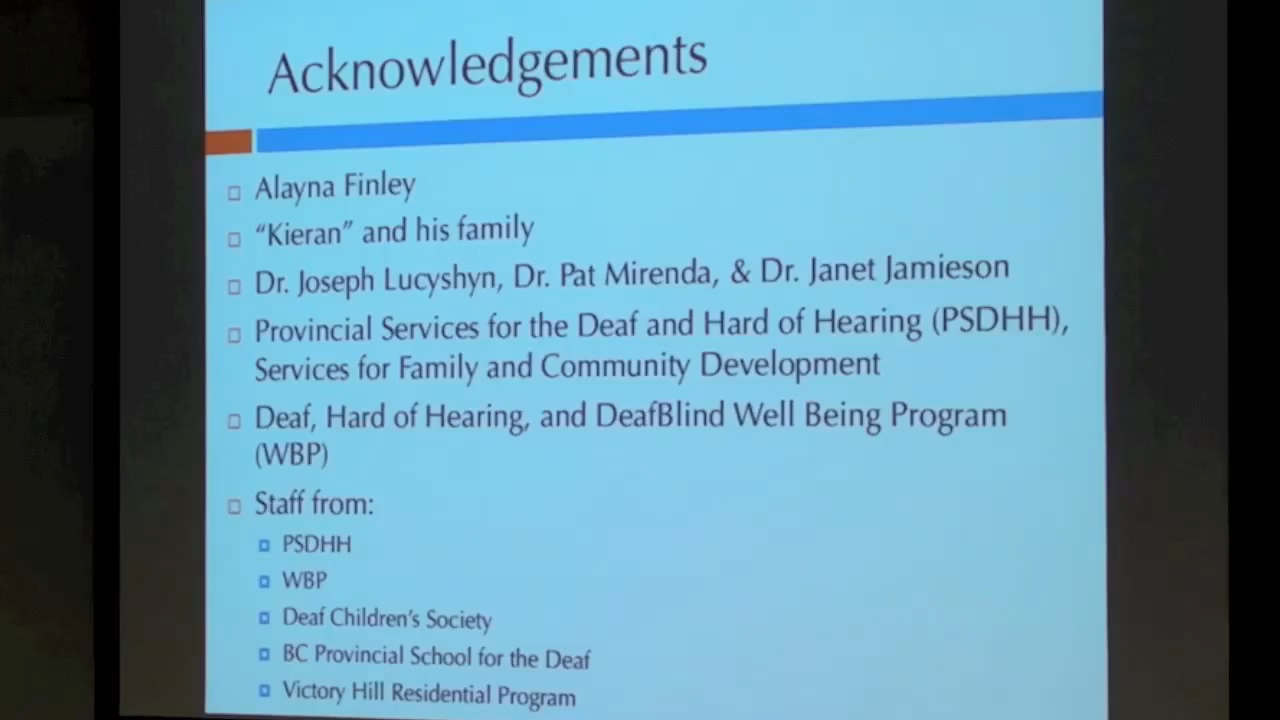 Acknowledgements
Alayna Finley
“Kieran” and his family
Dr. Joseph Lucyshyn, Dr. Pat Mirenda, & Dr. Janet Jamieson
Provincial Services for the Deaf and Hard of Hearing (PSDHH),
Services for Family and Community Development
Deaf, Hard of Hearing, and DeafBlind Well Being Program
(WBP)
Staff from:
PSDHH
WBP
Deaf Children’s Society
BC Provincial School for the Deaf
Victory Hill Residential Program